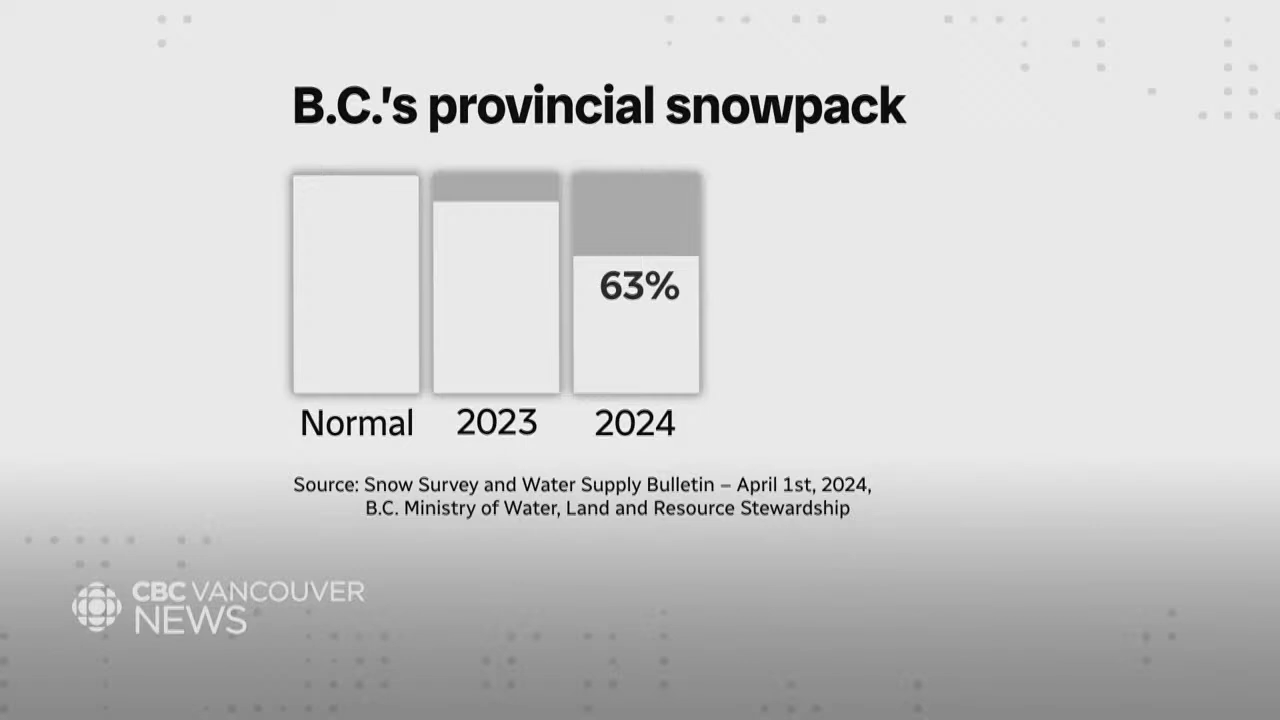 B.C.'s provincial snowpack
63%
Normal
2023
2024
Source: Snow Survey and Water Supply Bulletin – April 1st, 2024,
B.C. Ministry of Water, Land and Resource Stewardship
CBC VANCOUVER
NEWS